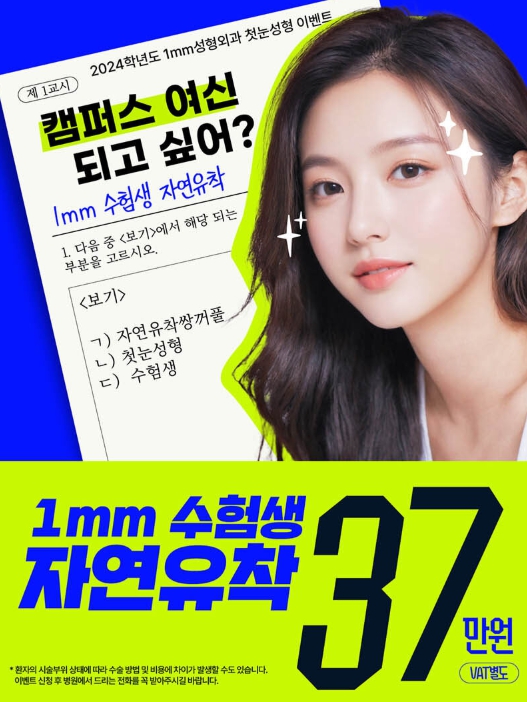 2024학년도 1mm성형외과 첫눈성형 이벤트
제 1교시
캠퍼스 여신
되고 싶어?
1mm 수험생 자연유착
1. 다음 중 <보기>에서 해당 되는
부분을 고르시오.
<보기>
ㄱ) 자연유착쌍꺼풀
ㄴ) 첫눈성형
ㄷ) 수험생
1mm 수험생
자연유착
37
만원
VAT별도
* 환자의 시술부위 상태에 따라 수술 방법 및 비용에 차이가 발생할 수도 있습니다.
이벤트 신청 후 병원에서 드리는 전화를 꼭 받아주시길 바랍니다.